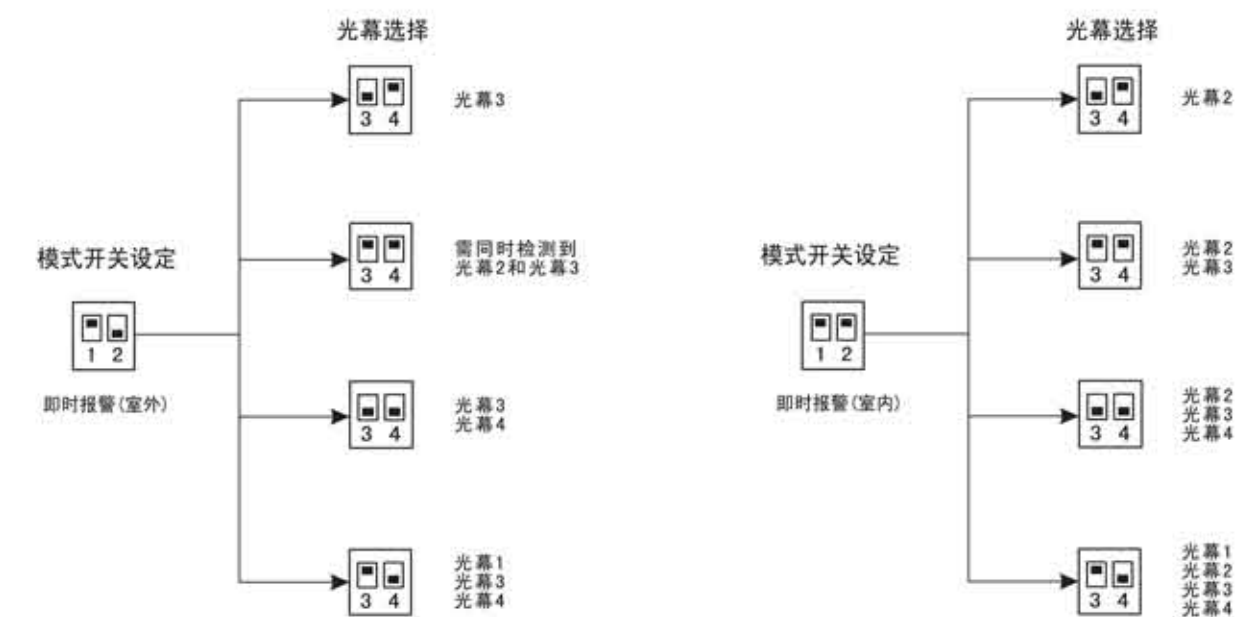 光幕选择
3 4
光幕3
模式开关设定
3 4
需同时检测到
光幕2和光幕3
1 2
即时报警(室外)
3 4
光幕3
光幕4
3 4
光幕1
光幕3
光幕4
光幕选择
3 4
光幕2
模式开关设定
3 4
光幕2
光幕3
1 2
即时报警(室内)
3 4
光幕2
光幕3
光幕4
3 4
光幕1
光幕2
光幕3
光幕4